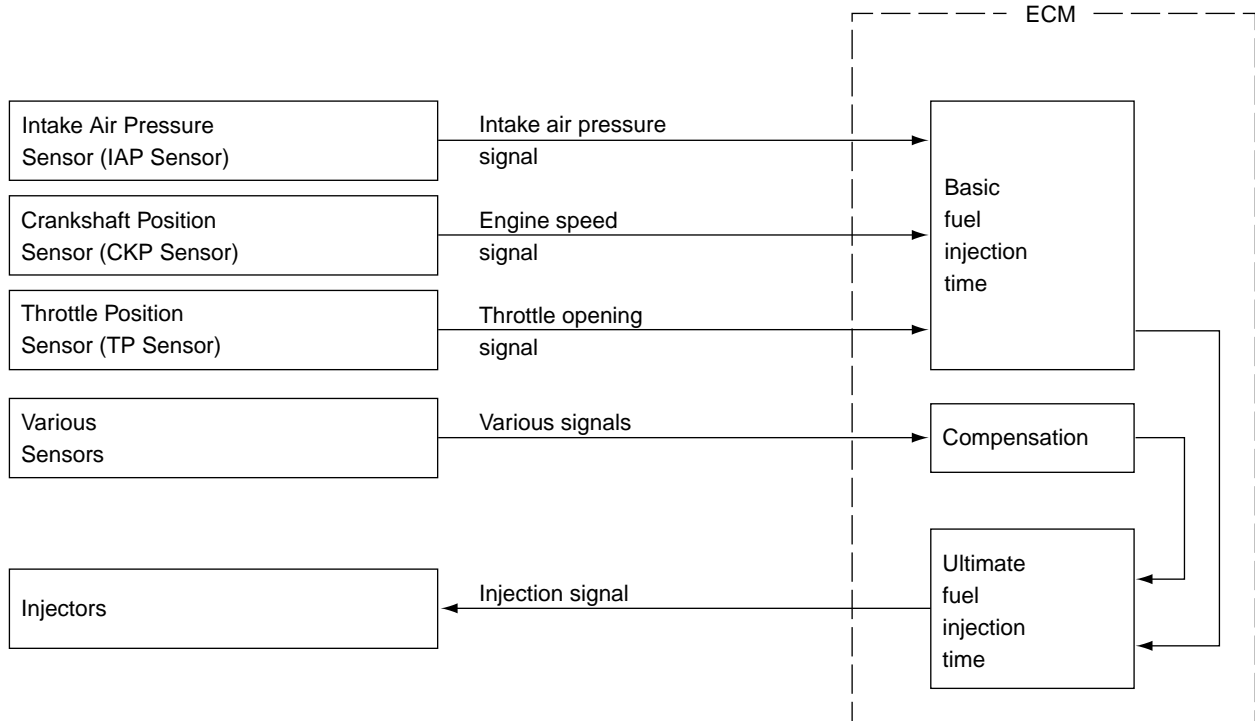 ECM
Intake Air Pressure
Sensor (IAP Sensor)
Intake air pressure
signal
Crankshaft Position
Sensor (CKP Sensor)
Engine speed
signal
Throttle Position
Sensor (TP Sensor)
Throttle opening
signal
Basic
fuel
injection
time
Various
Sensors
Various signals
Compensation
Injectors
Injection signal
Ultimate
fuel
injection
time